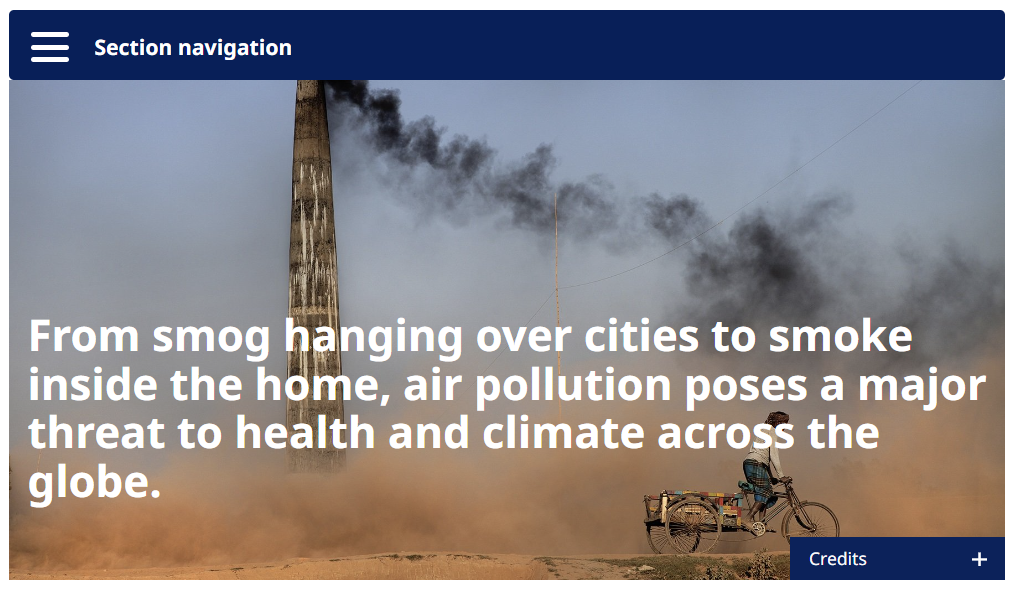 Section navigation
From smog hanging over cities to smoke
inside the home, air pollution poses a major
threat to health and climate across the
globe.
Credits +